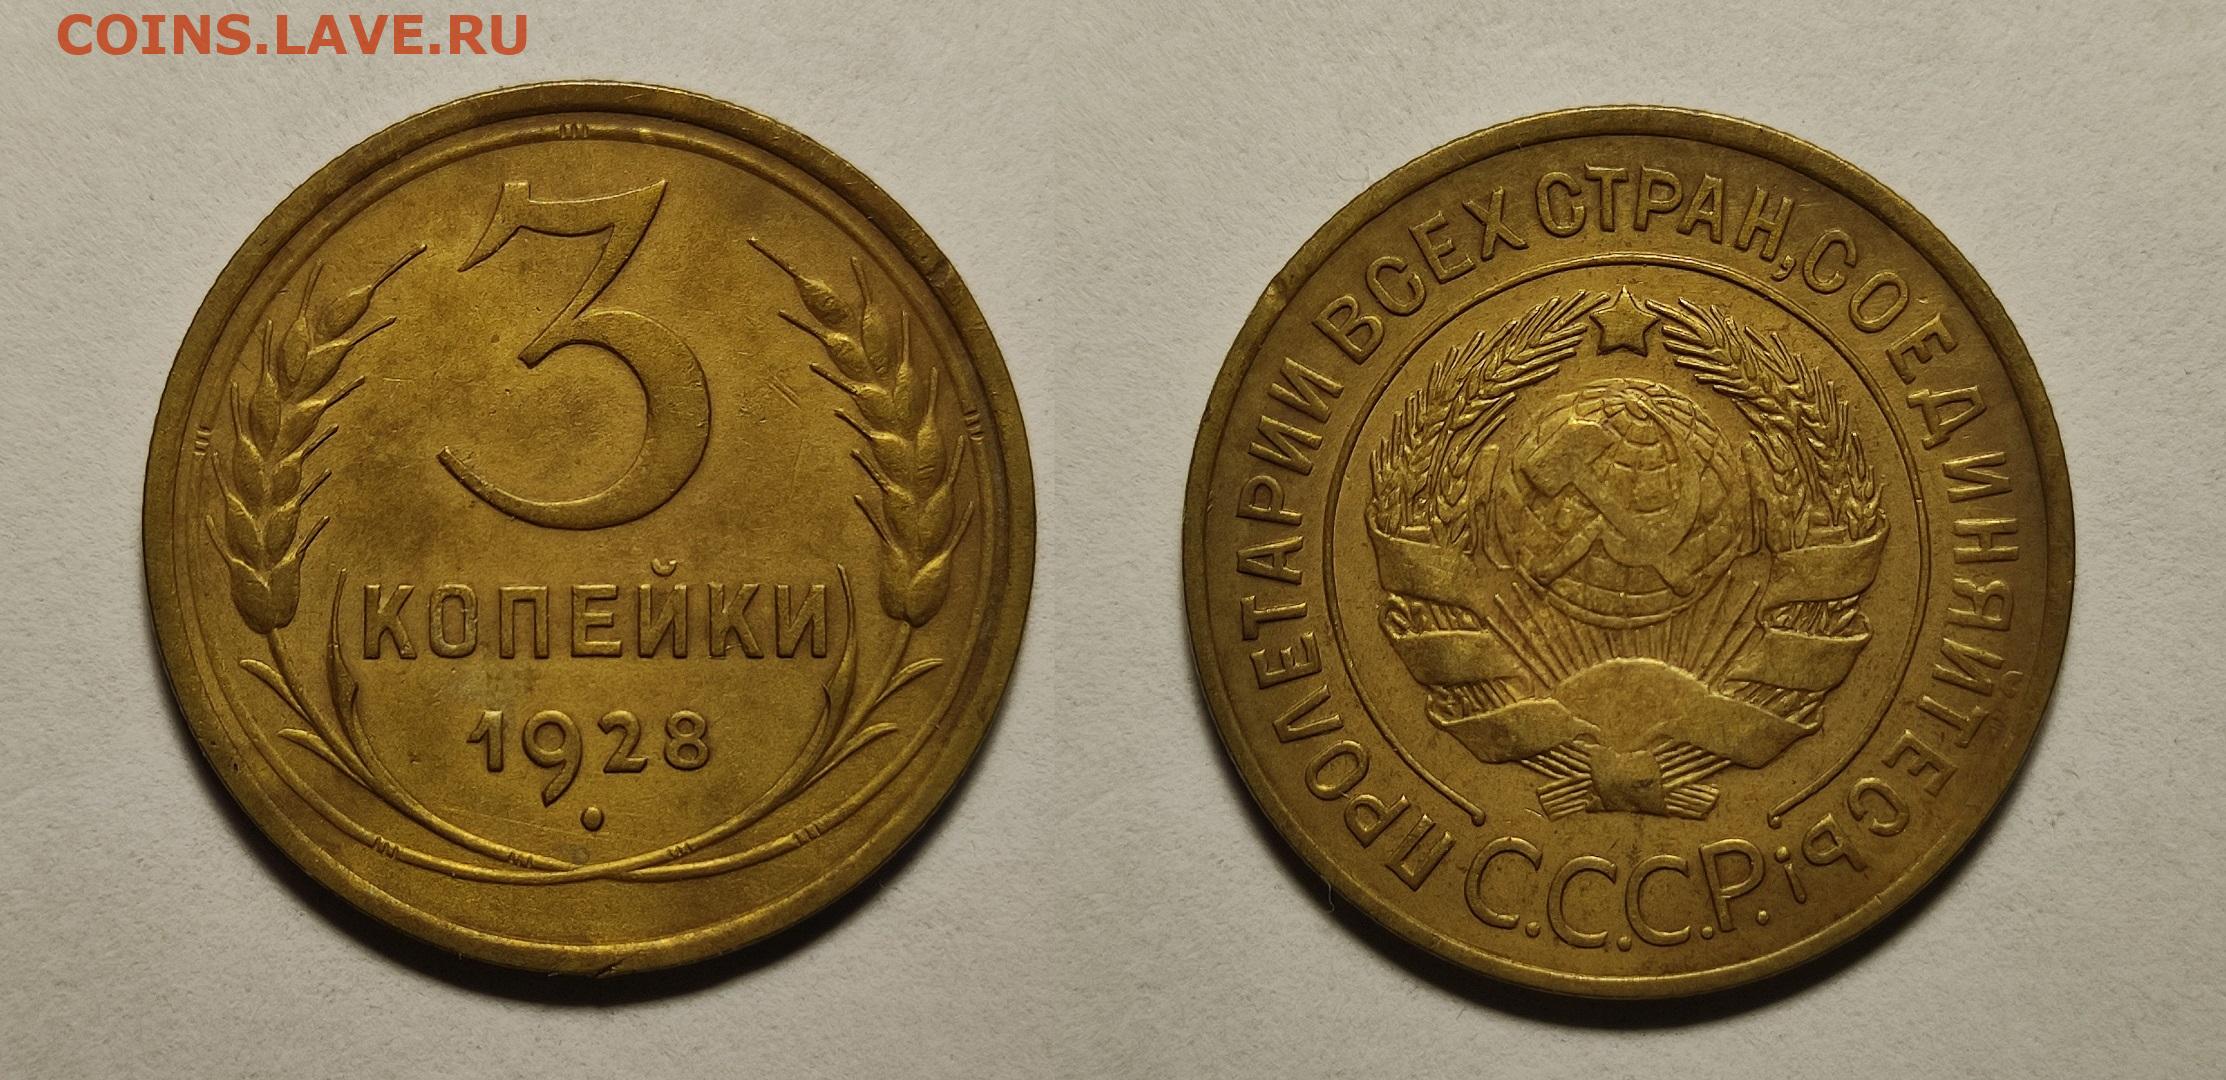 COINS.LAVE.RU
3
КОПЕЙКИ
1928
ПРОЛЕТАРИИ ВСЕХ СТРАН, СОЕДИНЯЙТЕСЬ!
С.С.С.Р.